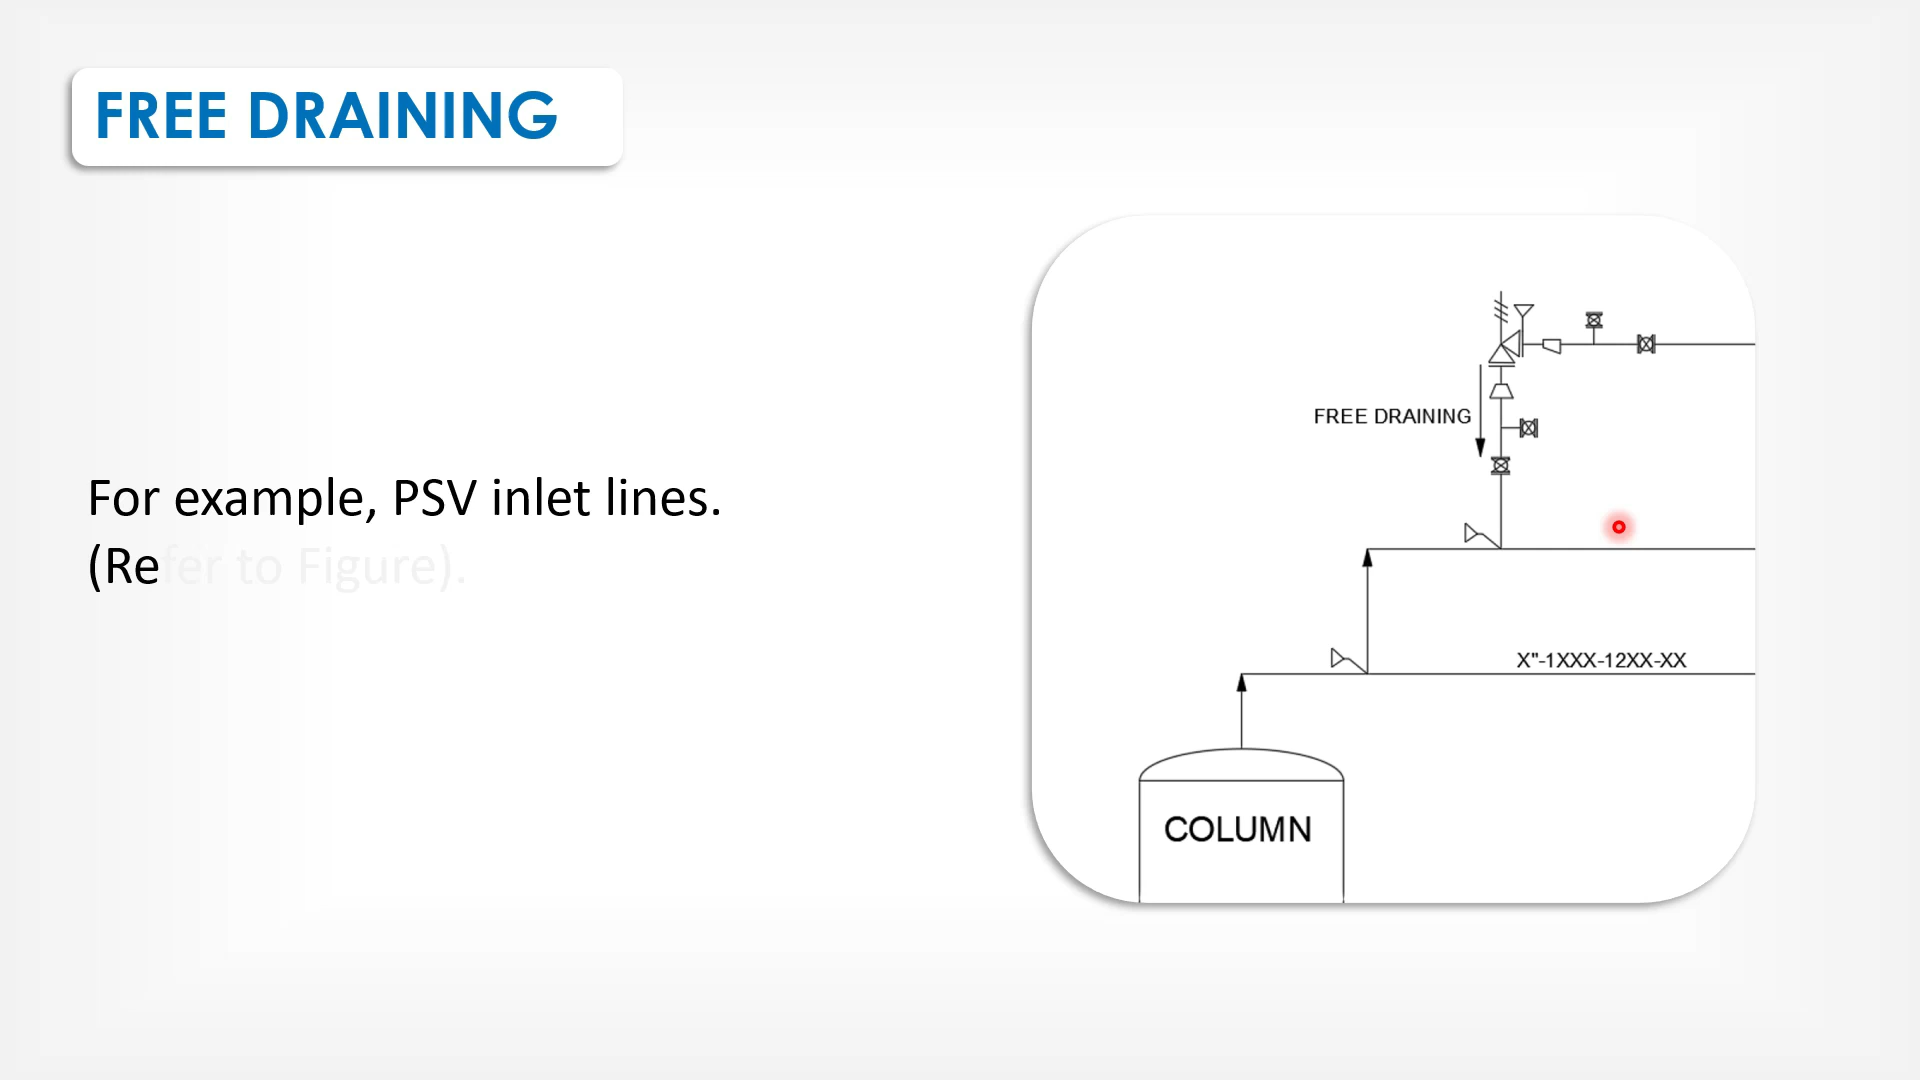 FREE DRAINING
For example, PSV inlet lines.
(Refer to Figure).
FREE DRAINING
X"-1XXX-12XX-XX
COLUMN